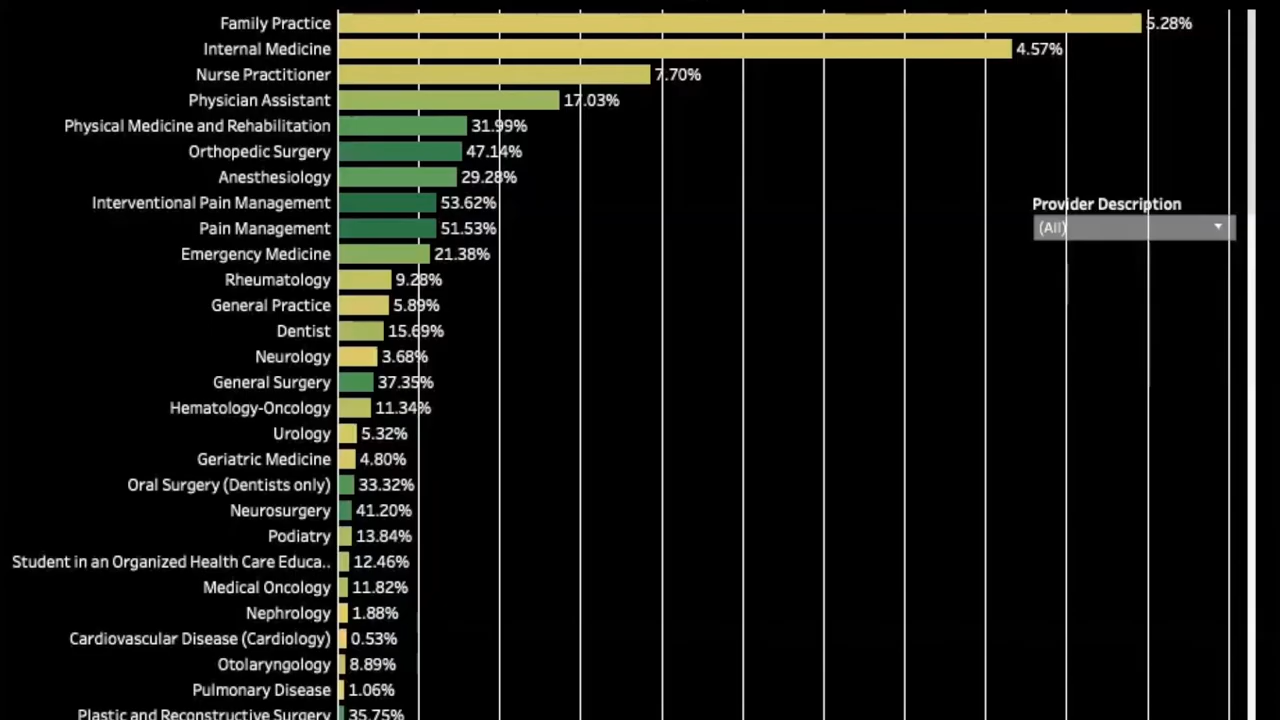 Family Practice 5.28%
Internal Medicine 4.57%
Nurse Practitioner 7.70%
Physician Assistant 17.03%
Physical Medicine and Rehabilitation 31.99%
Orthopedic Surgery 47.14%
Anesthesiology 29.28%
Interventional Pain Management 53.62%
Provider Description
Pain Management 51.53%
(All)
Emergency Medicine 21.38%
Rheumatology 9.28%
General Practice 5.89%
Dentist 15.69%
Neurology 3.68%
General Surgery 37.35%
Hematology-Oncology 11.34%
Urology 5.32%
Geriatric Medicine 4.80%
Oral Surgery (Dentists only) 33.32%
Neurosurgery 41.20%
Podiatry 13.84%
Student in an Organized Health Care Educa.. 12.46%
Medical Oncology 11.82%
Nephrology 1.88%
Cardiovascular Disease (Cardiology) 0.53%
Otolaryngology 8.89%
Pulmonary Disease 1.06%
Plastic and Reconstructive Surgery 35.75%